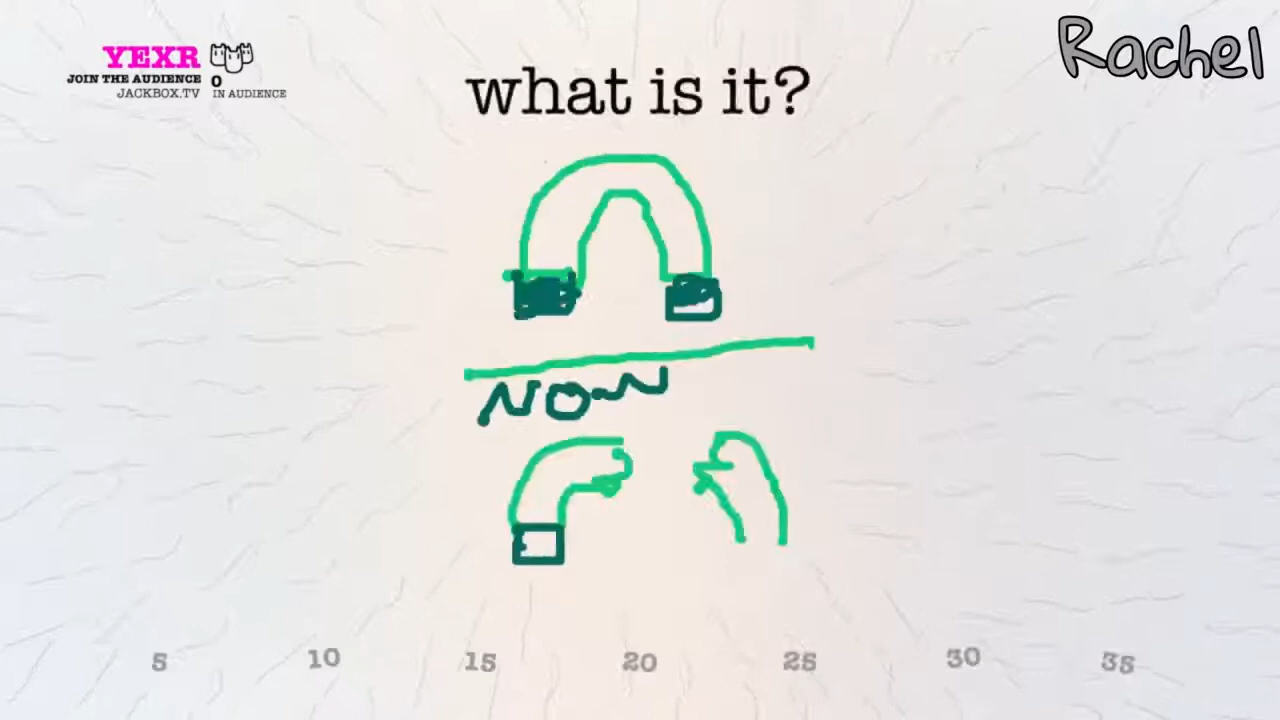 YEXR
JOIN THE AUDIENCE
JACKBOX.TV
0
IN AUDIENCE
Rachel
what is it?
NON
5 10 15 20 25 30 35